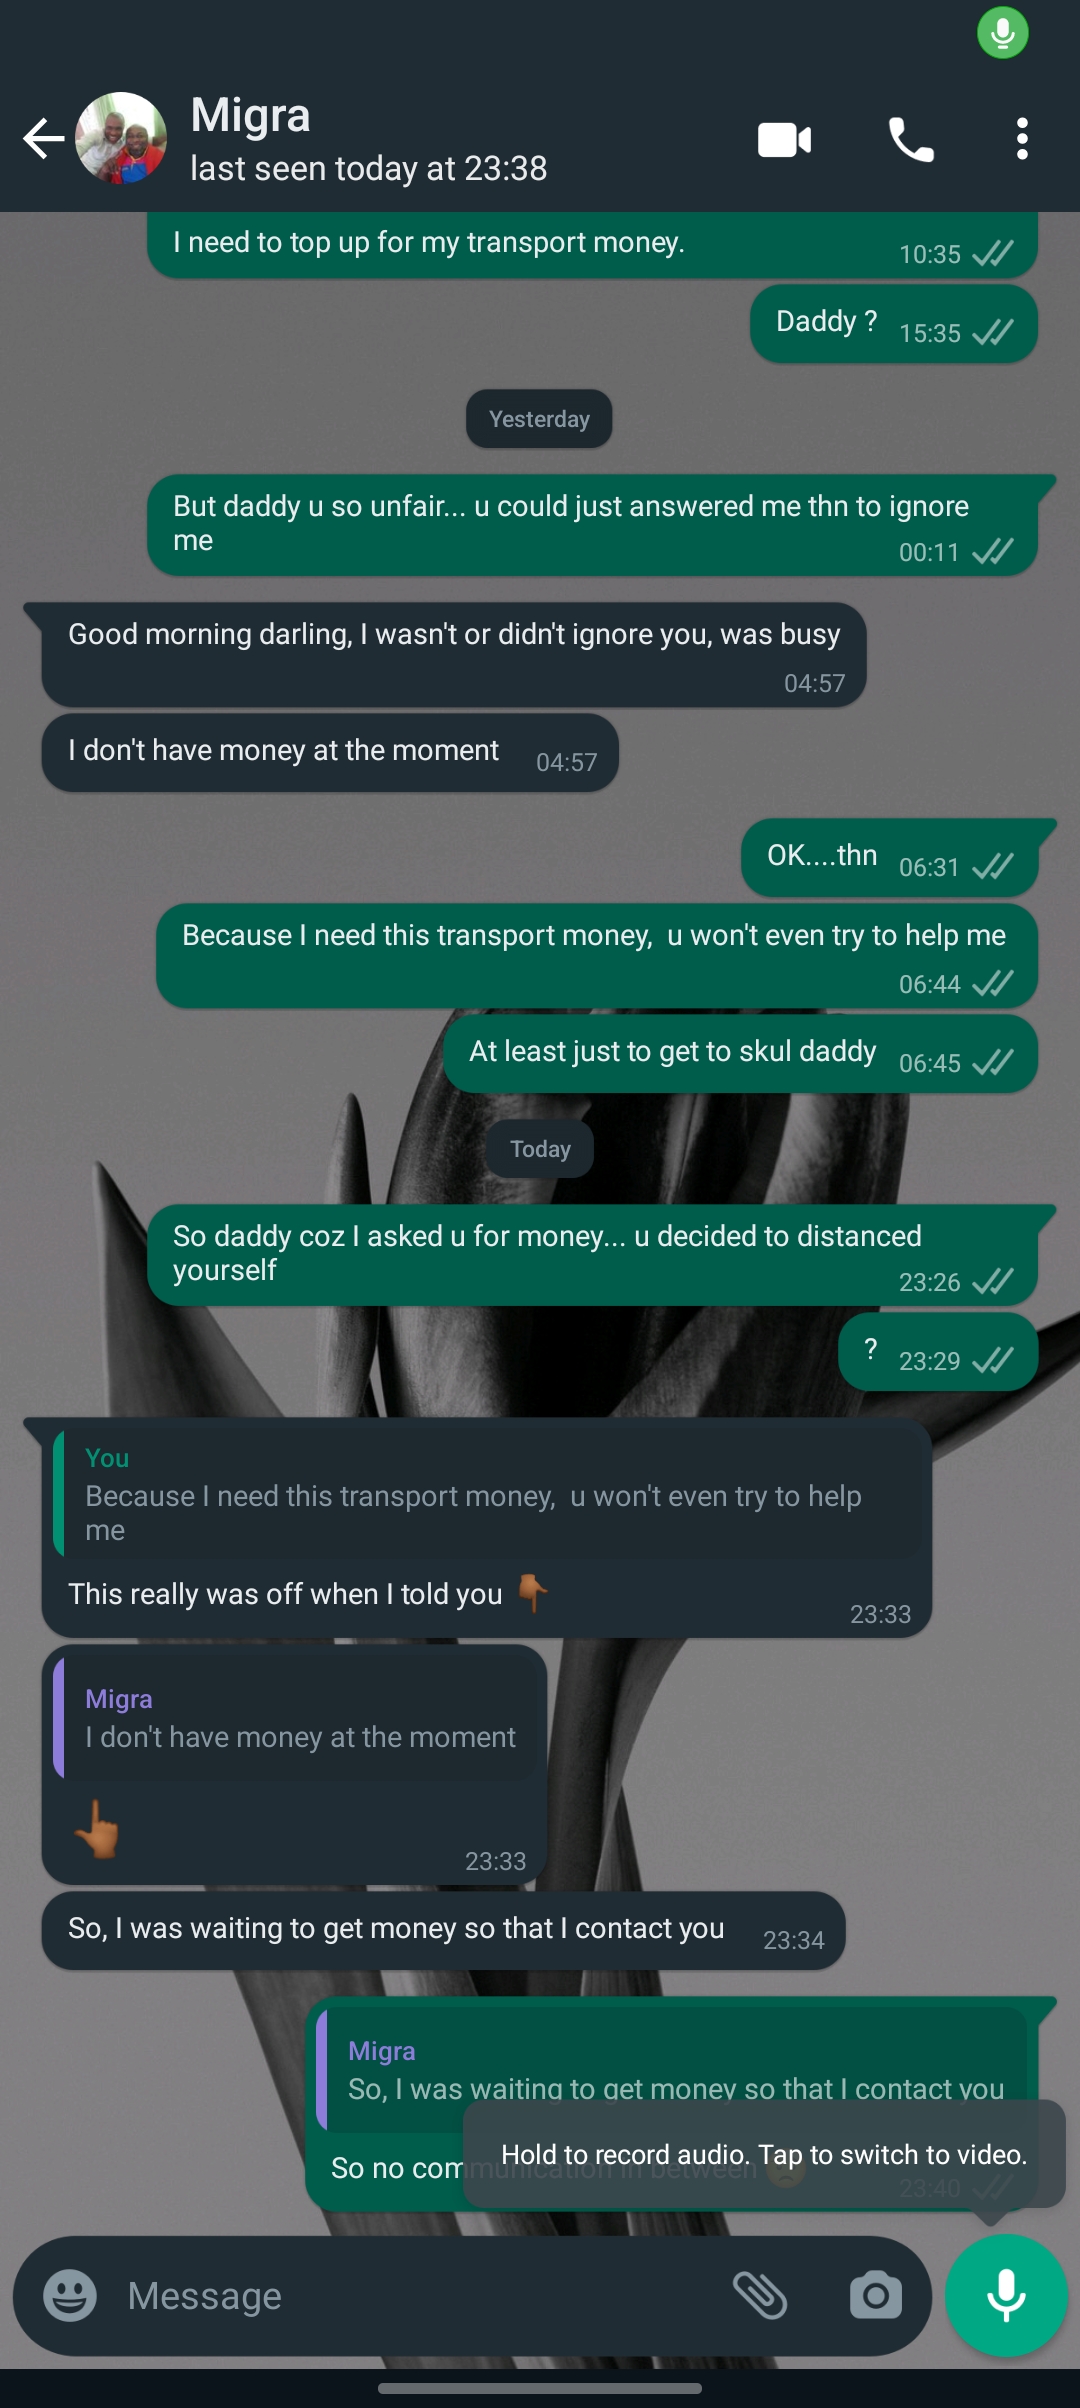 Migra
last seen today at 23:38
I need to top up for my transport money.
10:35
Daddy ?
15:35
Yesterday
But daddy u so unfair... u could just answered me thn to ignore
me
00:11
Good morning darling, I wasn't or didn't ignore you, was busy
04:57
I don't have money at the moment
04:57
OK....thn
06:31
Because I need this transport money,  u won't even try to help me
06:44
At least just to get to skul daddy
06:45
Today
So daddy coz I asked u for money... u decided to distanced
yourself
23:26
?
23:29
You
Because I need this transport money,  u won't even try to help
me
This really was off when I told you 👇🏾
23:33
Migra
I don't have money at the moment
👆🏾
23:33
So, I was waiting to get money so that I contact you
23:34
Migra
So, I was waiting to get money so that I contact you
So no communication in between
23:40
Hold to record audio. Tap to switch to video.
Message